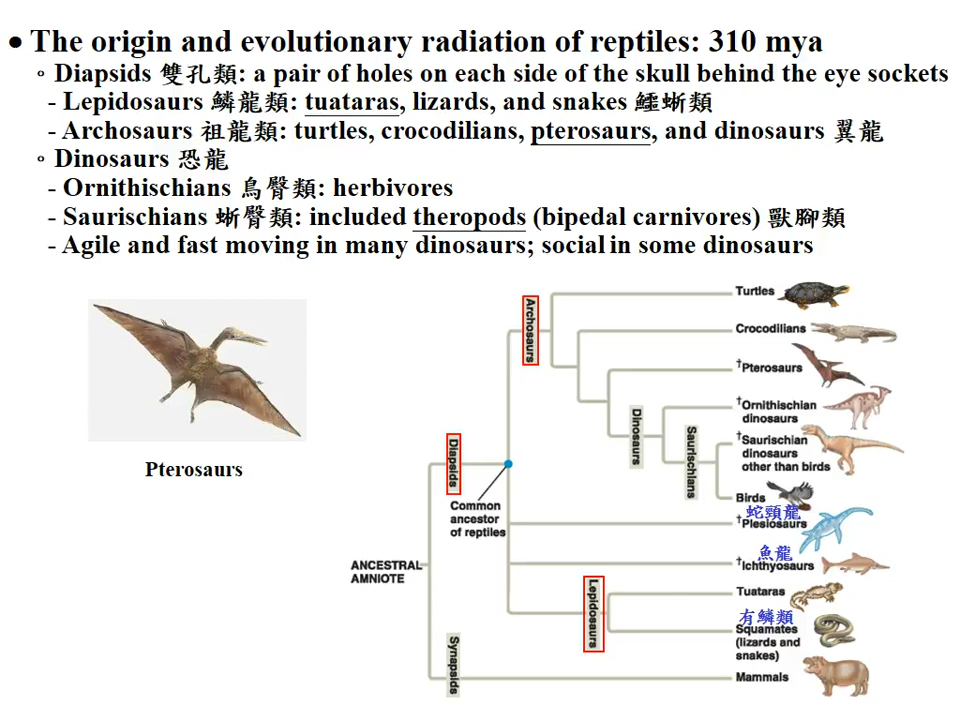 • The origin and evolutionary radiation of reptiles: 310 mya
◦ Diapsids 雙孔類: a pair of holes on each side of the skull behind the eye sockets
- Lepidosaurs 鱗龍類: tuataras, lizards, and snakes 鱷蜥類
- Archosaurs 祖龍類: turtles, crocodilians, pterosaurs, and dinosaurs 翼龍
◦ Dinosaurs 恐龍
- Ornithischians 鳥臀類: herbivores
- Saurischians 蜥臀類: included theropods (bipedal carnivores) 獸腳類
- Agile and fast moving in many dinosaurs; social in some dinosaurs
Pterosaurs
ANCESTRAL
AMNIOTE
Diapsids
Synapsids
Common
ancestor
of reptiles
Archosaurs
Lepidosaurs
Dinosaurs
Saurischians
Turtles
Crocodilians
†Pterosaurs
†Ornithischian
dinosaurs
†Saurischian
dinosaurs
other than birds
Birds
蛇頸龍
†Plesiosaurs
魚龍
†Ichthyosaurs
Tuataras
有鱗類
Squamates
(lizards and
snakes)
Mammals